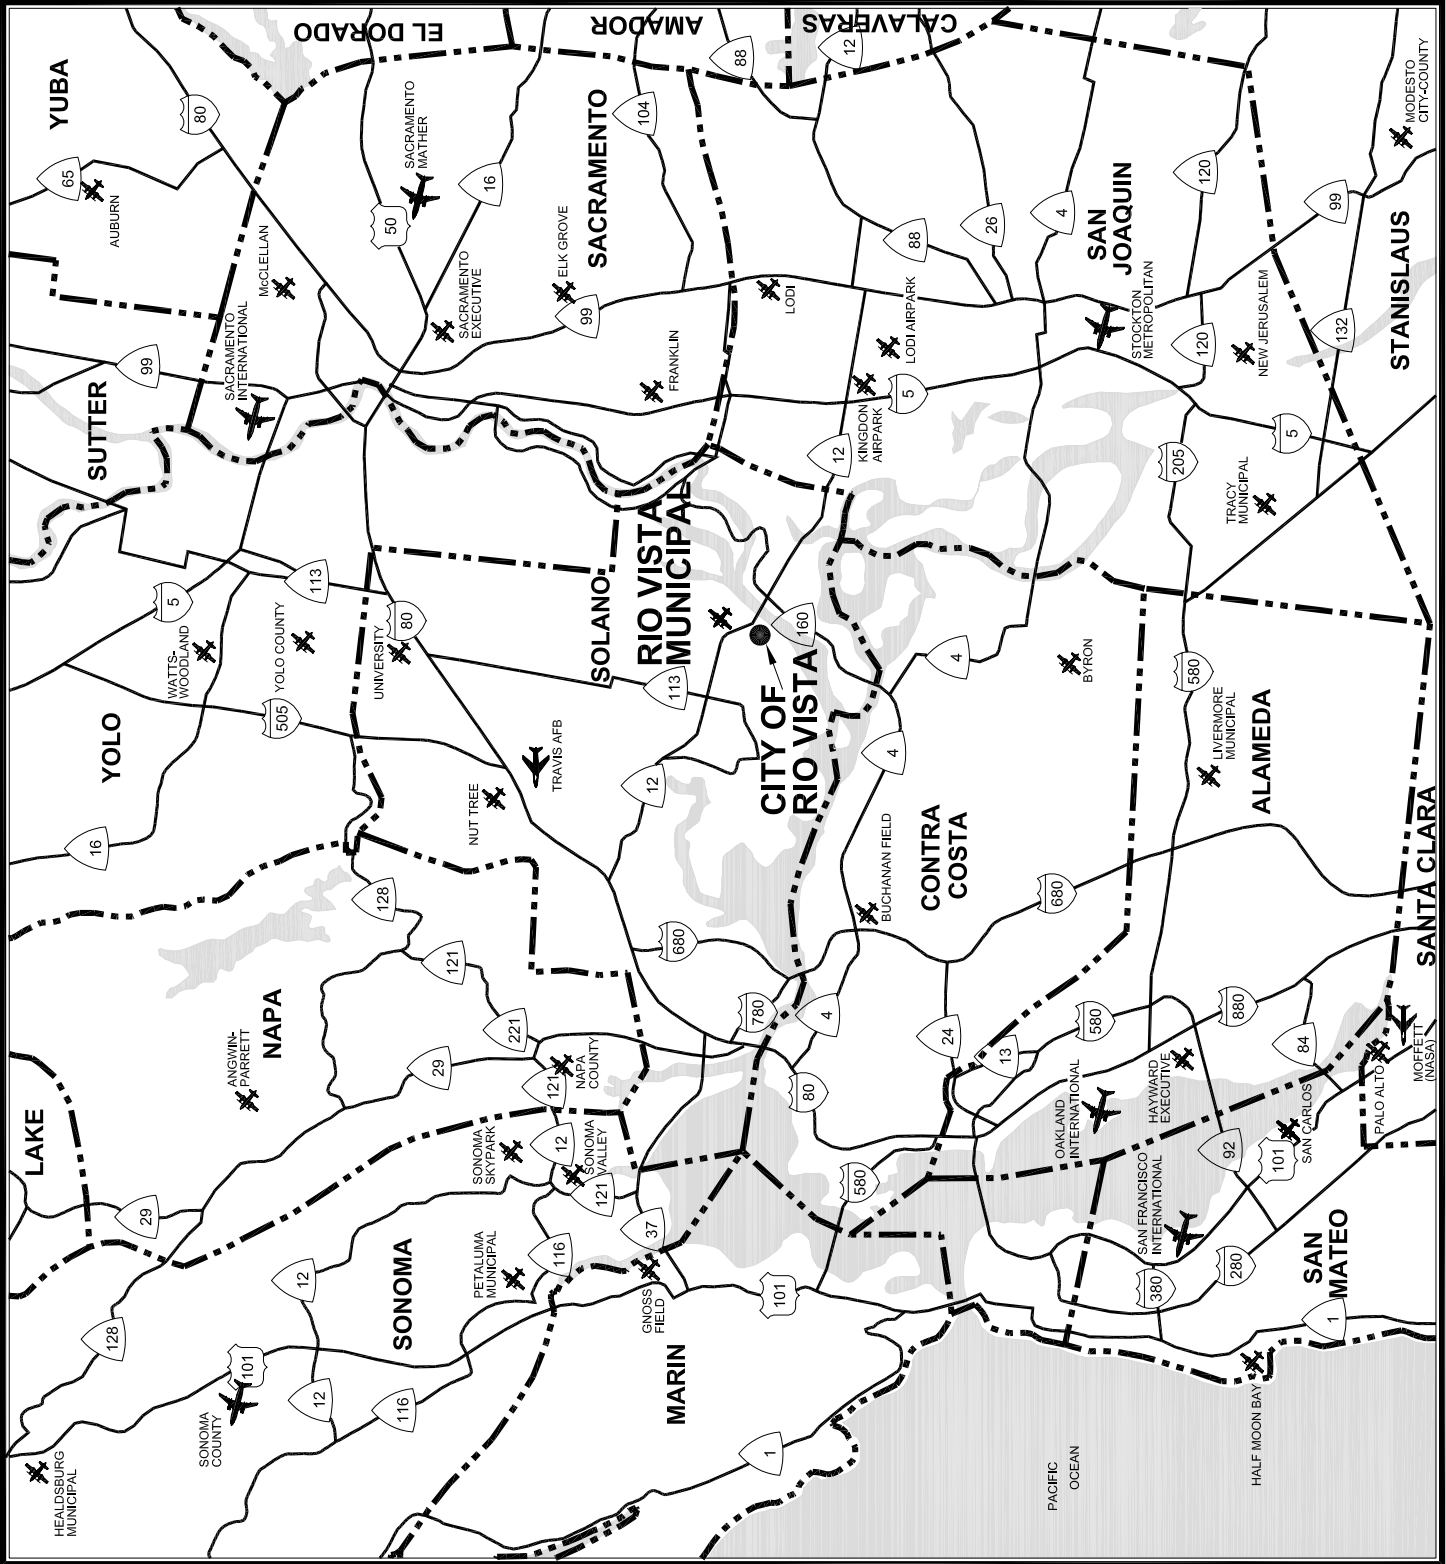 HEALDSBURG
MUNICIPAL
LAKE
YUBA
65
128
16
SUTTER
YOLO
AUBURN
29
99
5
WATTS-
WOODLAND
80
SONOMA
COUNTY
101
ANGWIN-
PARRETT
NAPA
SACRAMENTO
INTERNATIONAL
McCLELLAN
YOLO COUNTY
505
113
12
12
EL DORADO
128
UNIVERSITY
80
50
SACRAMENTO
MATHER
116
SONOMA
29
121
SACRAMENTO
EXECUTIVE
16
PETALUMA
MUNICIPAL
SONOMA
SKYPARK
221
NUT TREE
116
12
121
TRAVIS AFB
ELK GROVE
99
SONOMA
VALLEY
121
NAPA
COUNTY
SOLANO
SACRAMENTO
AMADOR
104
GNOSS
FIELD
37
12
RIO VISTA
MUNICIPAL
FRANKLIN
MARIN
680
113
88
1
101
780
CITY OF
RIO VISTA
160
LODI
80
4
12
CALAVERAS
12
580
BUCHANAN FIELD
4
KINGDON
AIRPARK
5
LODI AIRPARK
88
CONTRA
COSTA
24
4
26
13
PACIFIC
OCEAN
OAKLAND
INTERNATIONAL
680
4
BYRON
580
SAN
JOAQUIN
SAN FRANCISCO
INTERNATIONAL
HAYWARD
EXECUTIVE
380
STOCKTON
METROPOLITAN
205
580
120
120
LIVERMORE
MUNICIPAL
92
280
880
TRACY
MUNICIPAL
ALAMEDA
NEW JERUSALEM
HALF MOON BAY
101
SAN CARLOS
84
5
SAN
MATEO
1
132
99
PALO ALTO
MOFFETT
(NASA)
STANISLAUS
SANTA CLARA
MODESTO
CITY-COUNTY